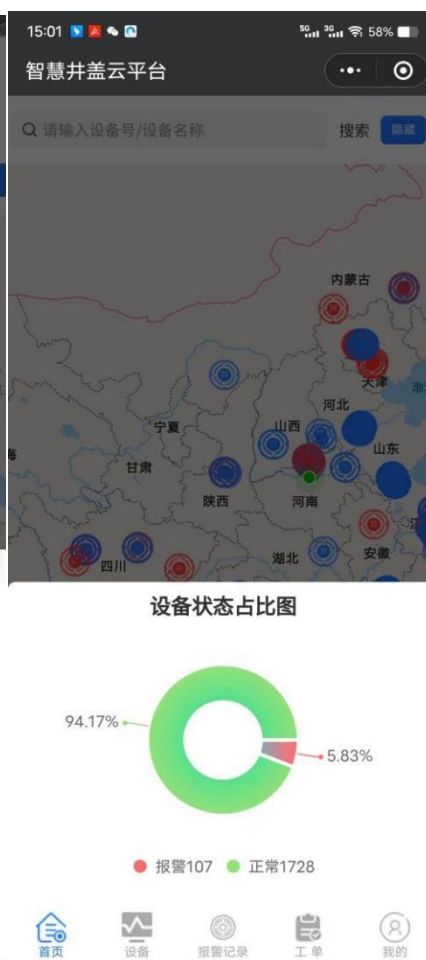 15:01
5G 3G 58%
智慧井盖云平台
请输入设备号/设备名称 搜索 隐藏
内蒙古
天津
河北
宁夏 山西
山东
甘肃
陕西 河南
湖北 安徽
四川
设备状态占比图
94.17%
5.83%
报警107 正常1728
首页 设备 报警记录 工单 我的